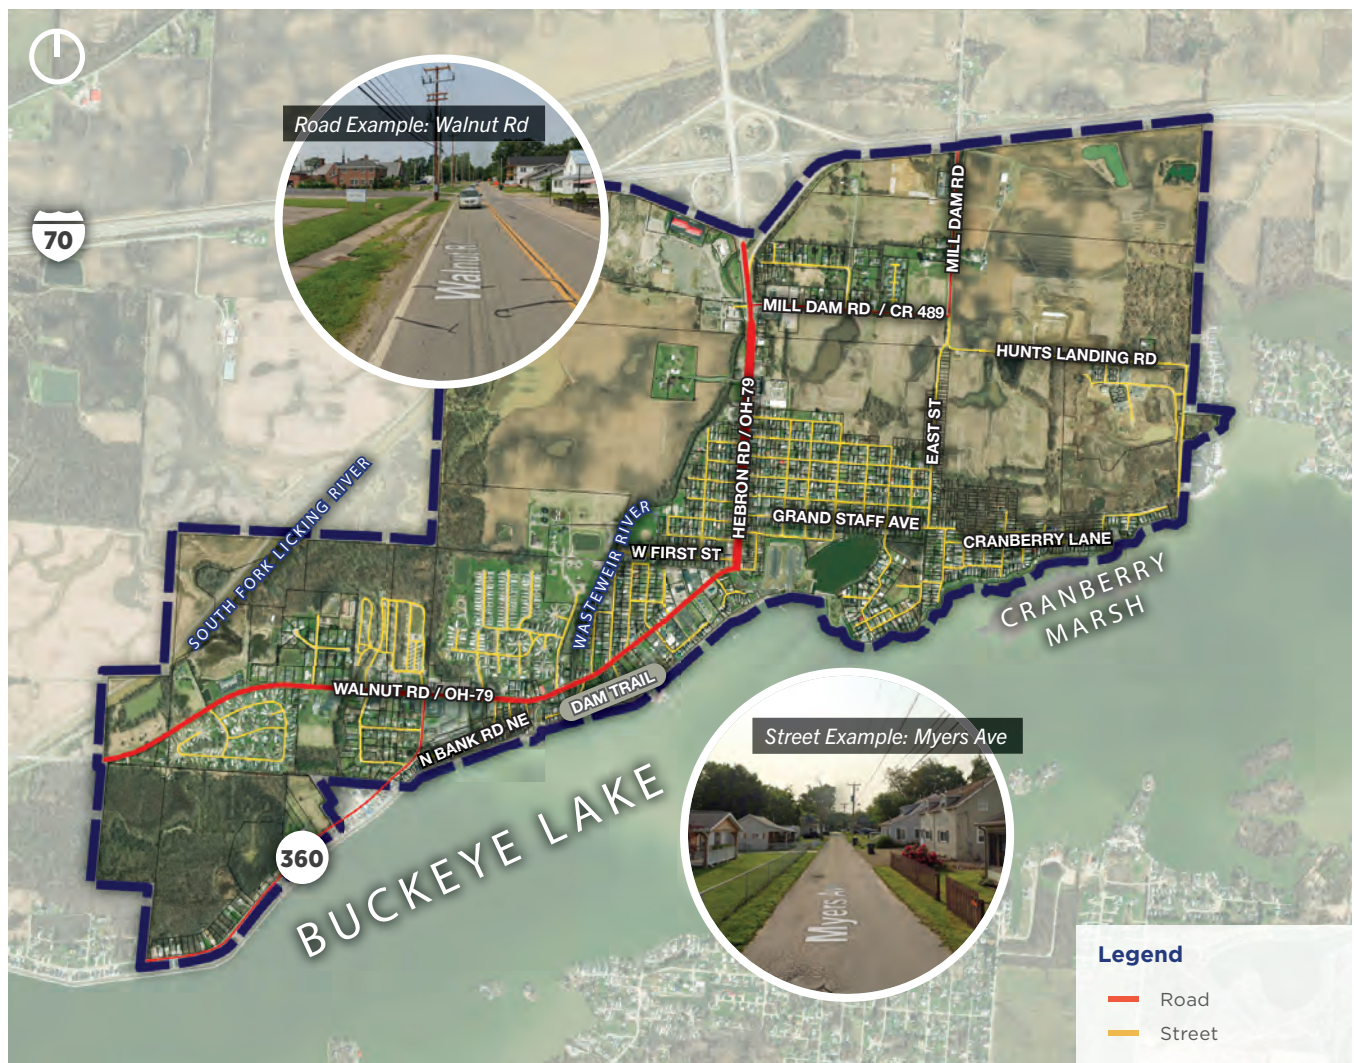 Road Example: Walnut Rd
70
Walnut R
MILL DAM RD
MILL DAM RD / CR 489
HUNTS LANDING RD
HEBRON RD / OH-79
EAST ST
SOUTH FORK LICKING RIVER
WASTEWEIR RIVER
GRAND STAFF AVE
W FIRST ST
CRANBERRY LANE
CRANBERRY
MARSH
WALNUT RD / OH-79
DAM TRAIL
N BANK RD NE
Street Example: Myers Ave
BUCKEYE LAKE
360
Myers Av
Legend
Road
Street